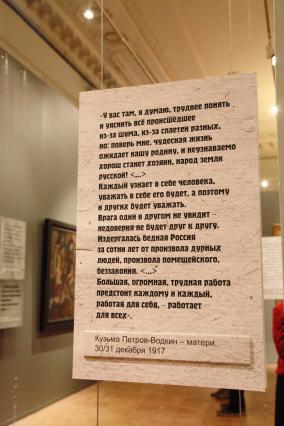 «У вас там, я думаю, труднее понять
и уяснить всё происшедшее
из-за шума, из-за сплетен разных,
но: поверь мне, чудесная жизнь
ожидает нашу родину, и неузнаваемо
хорош станет хозяин, народ земли
русской! <...>
Каждый узнает в себе человека,
уважать в себе его будет, а поэтому
и других будет уважать.
Врага один в другом не увидит –
недоверия не будет друг к другу.
Издергалась бедная Россия
за сотни лет от произвола дурных
людей, от произвола помещейского,
беззакония. <...>
Большая, огромная, трудная работа
предстоит каждому и каждый,
работая для себя, – работает
для всех».
Кузьма Петров-Водкин – матери.
30/31 декабря 1917